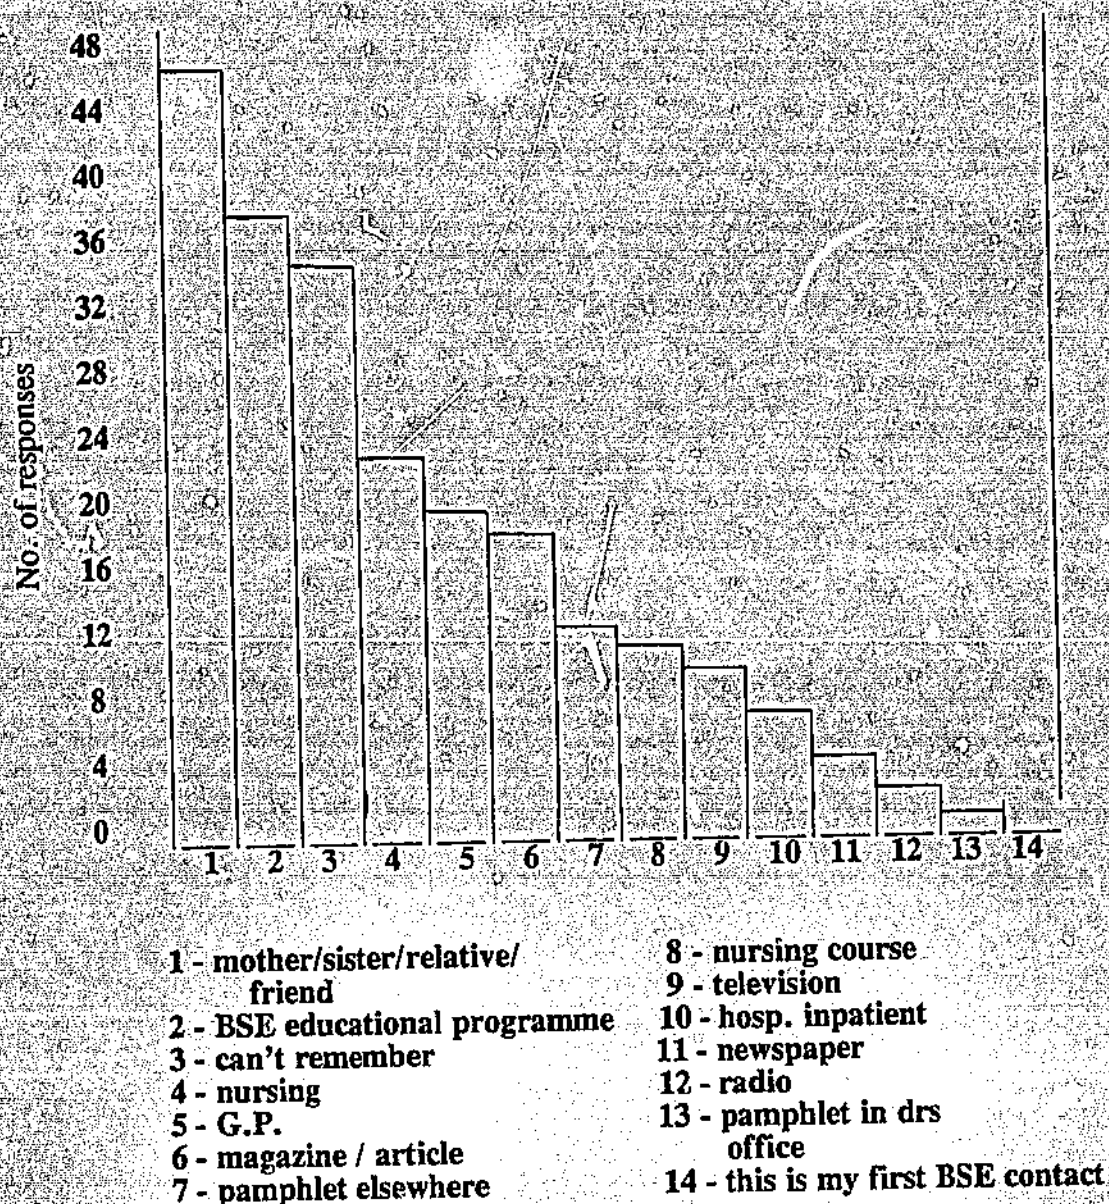 48
44
40
36
32
28
24
20
16
12
8
4
0
No. of responses
1 2 3 4 5 6 7 8 9 10 11 12 13 14
1 - mother/sister/relative/
friend
2 - BSE educational programme
3 - can't remember
4 - nursing
5 - G.P.
6 - magazine / article
7 - pamphlet elsewhere
8 - nursing course
9 - television
10 - hosp. inpatient
11 - newspaper
12 - radio
13 - pamphlet in drs
office
14 - this is my first BSE contact